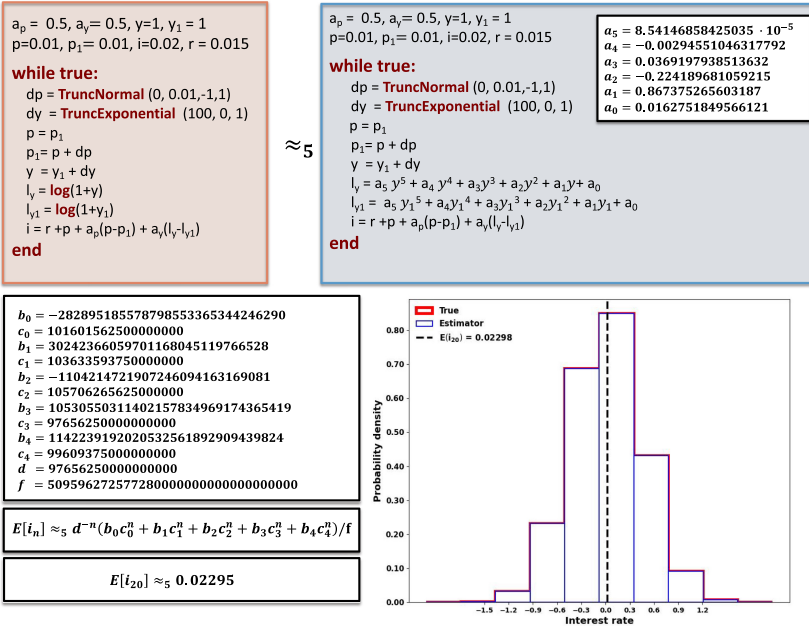 aₚ = 0.5, aᵧ= 0.5, y=1, y₁ = 1
p=0.01, p₁= 0.01, i=0.02, r = 0.015
while true:
dp = TruncNormal (0, 0.01,-1,1)
dy = TruncExponential (100, 0, 1)
p = p₁
p₁= p + dp
y = y₁ + dy
lᵧ = log(1+y)
lᵧ₁ = log(1+y₁)
i = r +p + aₚ(p-p₁) + aᵧ(lᵧ-lᵧ₁)
end
≈₅
aₚ = 0.5, aᵧ= 0.5, y=1, y₁ = 1
p=0.01, p₁= 0.01, i=0.02, r = 0.015
while true:
dp = TruncNormal (0, 0.01,-1,1)
dy = TruncExponential (100, 0, 1)
p = p₁
p₁= p + dp
y = y₁ + dy
lᵧ = a₅ y⁵ + a₄ y⁴ + a₃y³ + a₂y² + a₁y+ a₀
lᵧ₁ = a₅ y₁⁵ + a₄y₁⁴ + a₃y₁³ + a₂y₁² + a₁y₁+ a₀
i = r +p + aₚ(p-p₁) + aᵧ(lᵧ-lᵧ₁)
end
a₅ = 8.54146858425035 · 10⁻⁵
a₄ = −0.00294551046317792
a₃ = 0.0369197938513632
a₂ = −0.224189681059215
a₁ = 0.867375265603187
a₀ = 0.0162751849566121
b₀ = −282895185578798553365344246290
c₀ = 101601562500000000
b₁ = 302423660597011680451197665​28
c₁ = 103633593750000000
b₂ = −1104214721907246094163169081
c₂ = 105706265625000000
b₃ = 105305503114021578349691743654​19
c₃ = 97656250000000000
b₄ = 114223919202053256189290943982​4
c₄ = 99609375000000000
d = 97656250000000000
f = 5095962725772800000000000000000000
E[iₙ] ≈₅ d⁻ⁿ(b₀c₀ⁿ + b₁c₁ⁿ + b₂c₂ⁿ + b₃c₃ⁿ + b₄c₄ⁿ)/f
E[i₂₀] ≈₅ 0.02295
True
Estimator
E(i₂₀) = 0.02298
0.80
0.70
0.60
0.50
0.40
0.30
0.20
0.10
0.00
Probability density
−1.5 −1.2 −0.9 −0.6 −0.3 0.0 0.3 0.6 0.9 1.2
Interest rate